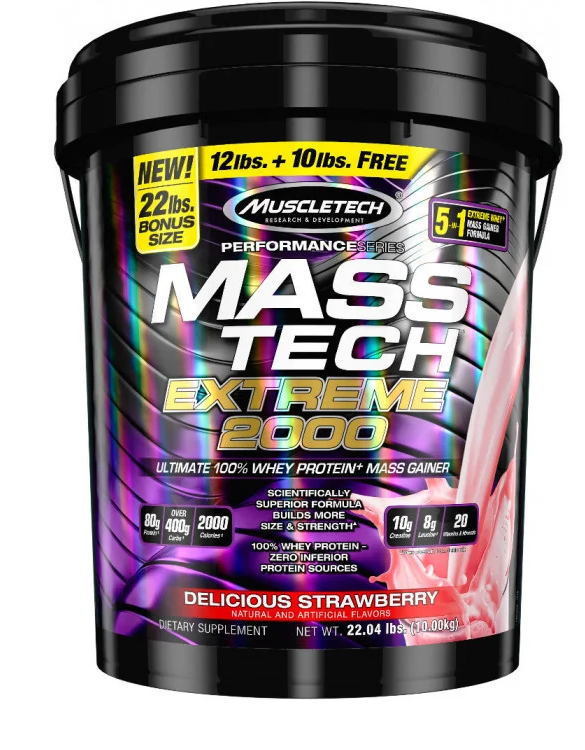 NEW!
22 lbs.
BONUS
SIZE
12 lbs. + 10 lbs. FREE
MUSCLETECH®
RESEARCH & DEVELOPMENT
5-IN-1
EXTREME WHEY†
MASS GAINER
FORMULA
PERFORMANCE SERIES
MASS
TECH
EXTREME
2000
ULTIMATE 100% WHEY PROTEIN+ MASS GAINER
SCIENTIFICALLY
SUPERIOR FORMULA
BUILDS MORE
SIZE & STRENGTH^
80g
Protein†
OVER
400g
Carbs†
2000
Calories†
10g
Creatine
8g
Leucine†
20
Vitamins & Minerals
100% WHEY PROTEIN –
ZERO INFERIOR
PROTEIN SOURCES
DELICIOUS STRAWBERRY
NATURAL AND ARTIFICIAL FLAVORS
DIETARY SUPPLEMENT NET WT. 22.04 lbs. (10.00kg)